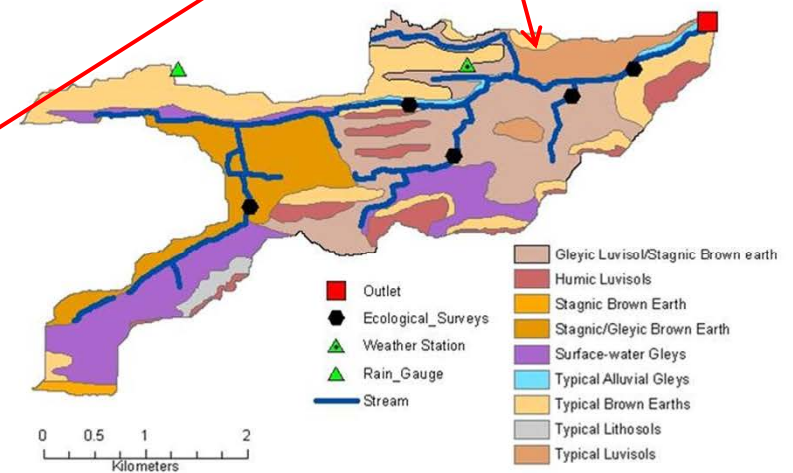 Outlet
Ecological_Surveys
Weather Station
Rain_Gauge
Stream
0 0.5 1 2
Kilometers
Gleyic Luvisol/Stagnic Brown earth
Humic Luvisols
Stagnic Brown Earth
Stagnic/Gleyic Brown Earth
Surface-water Gleys
Typical Alluvial Gleys
Typical Brown Earths
Typical Lithosols
Typical Luvisols